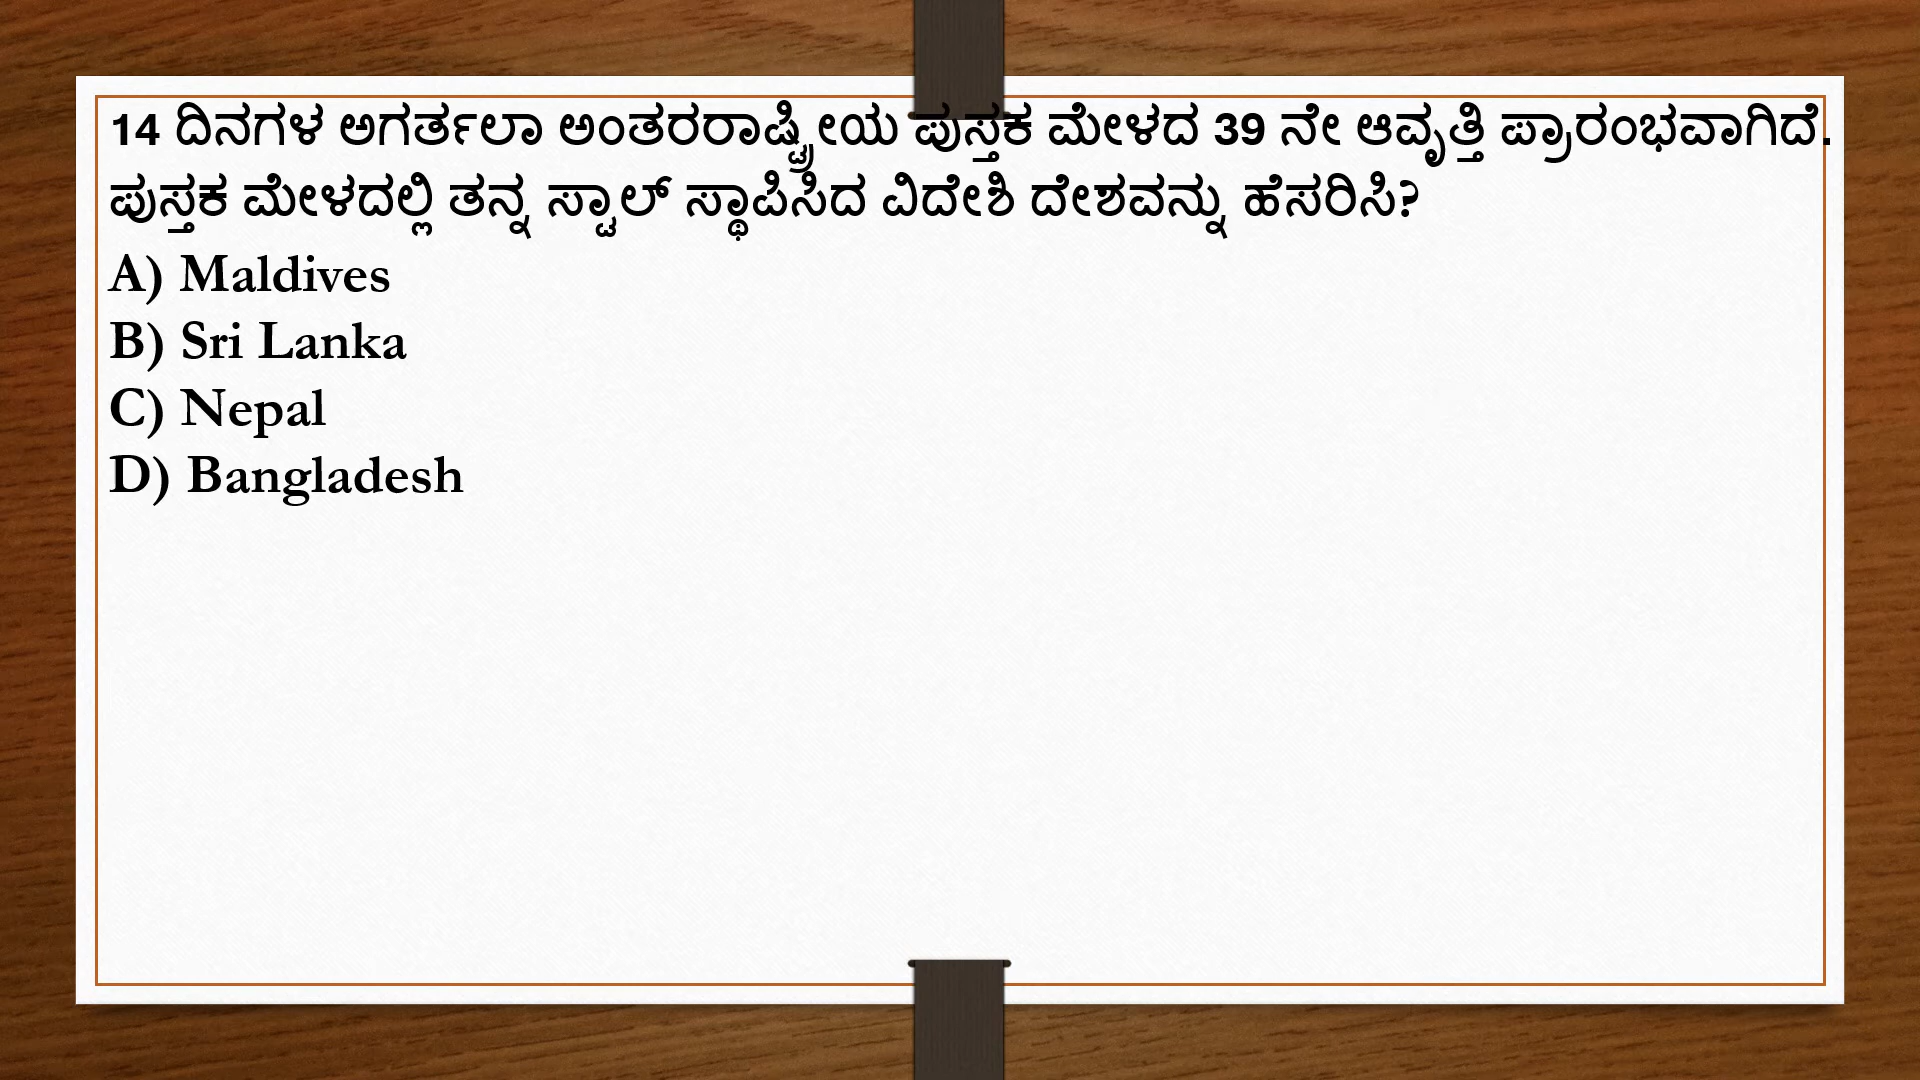 14 ದಿನಗಳ ಅಗರ್ತಲಾ ಅಂತರರಾಷ್ಟ್ರೀಯ ಪುಸ್ತಕ ಮೇಳದ 39 ನೇ ಆವೃತ್ತಿ ಪ್ರಾರಂಭವಾಗಿದೆ.
ಪುಸ್ತಕ ಮೇಳದಲ್ಲಿ ತನ್ನ ಸ್ಟಾಲ್ ಸ್ಥಾಪಿಸಿದ ವಿದೇಶಿ ದೇಶವನ್ನು ಹೆಸರಿಸಿ?
A) Maldives
B) Sri Lanka
C) Nepal
D) Bangladesh